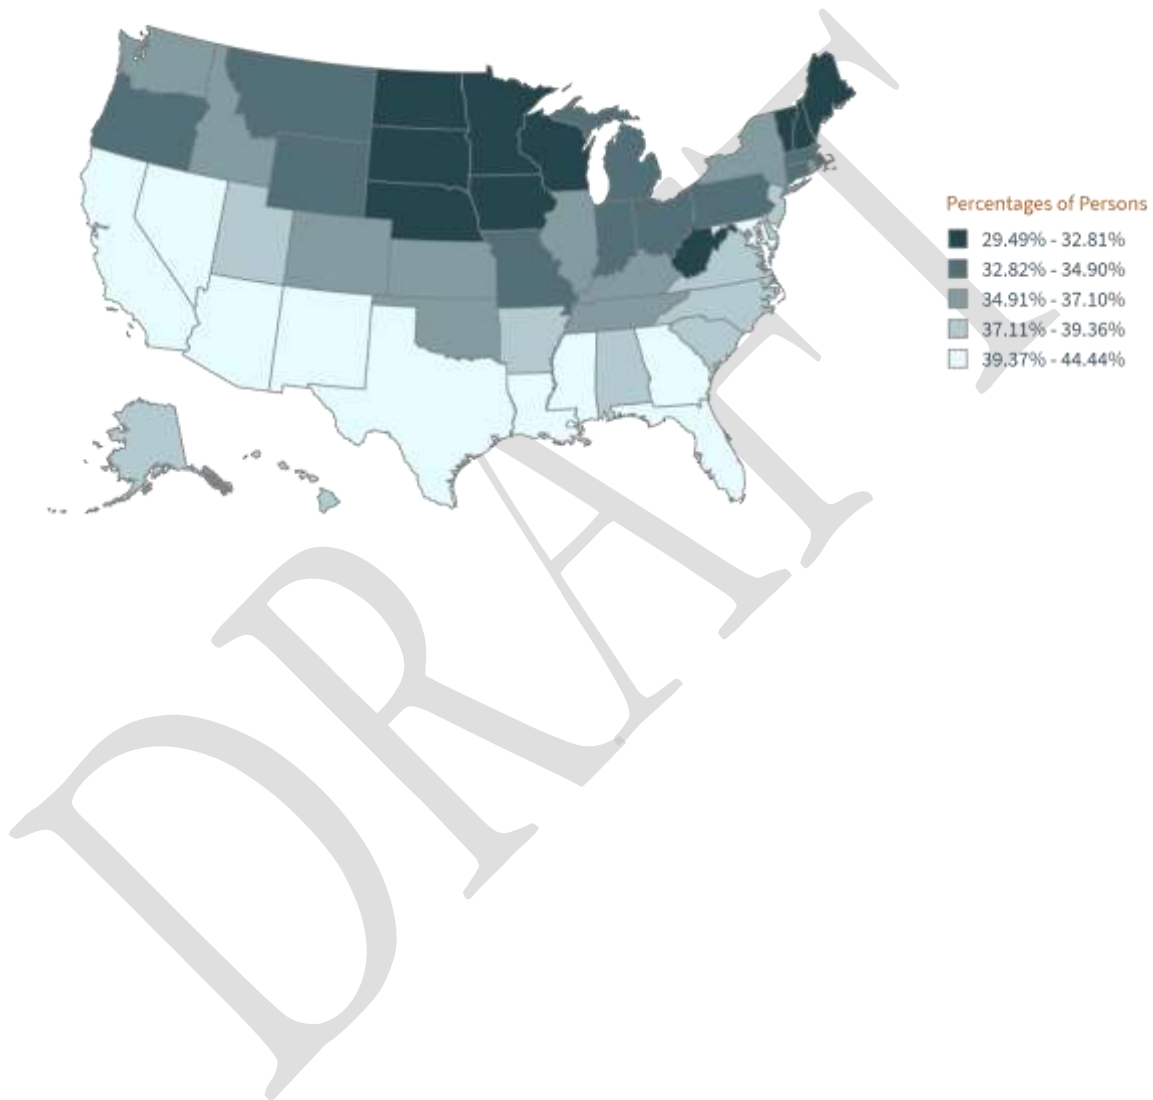 Percentages of Persons
29.49% - 32.81%
32.82% - 34.90%
34.91% - 37.10%
37.11% - 39.36%
39.37% - 44.44%
DRAFT